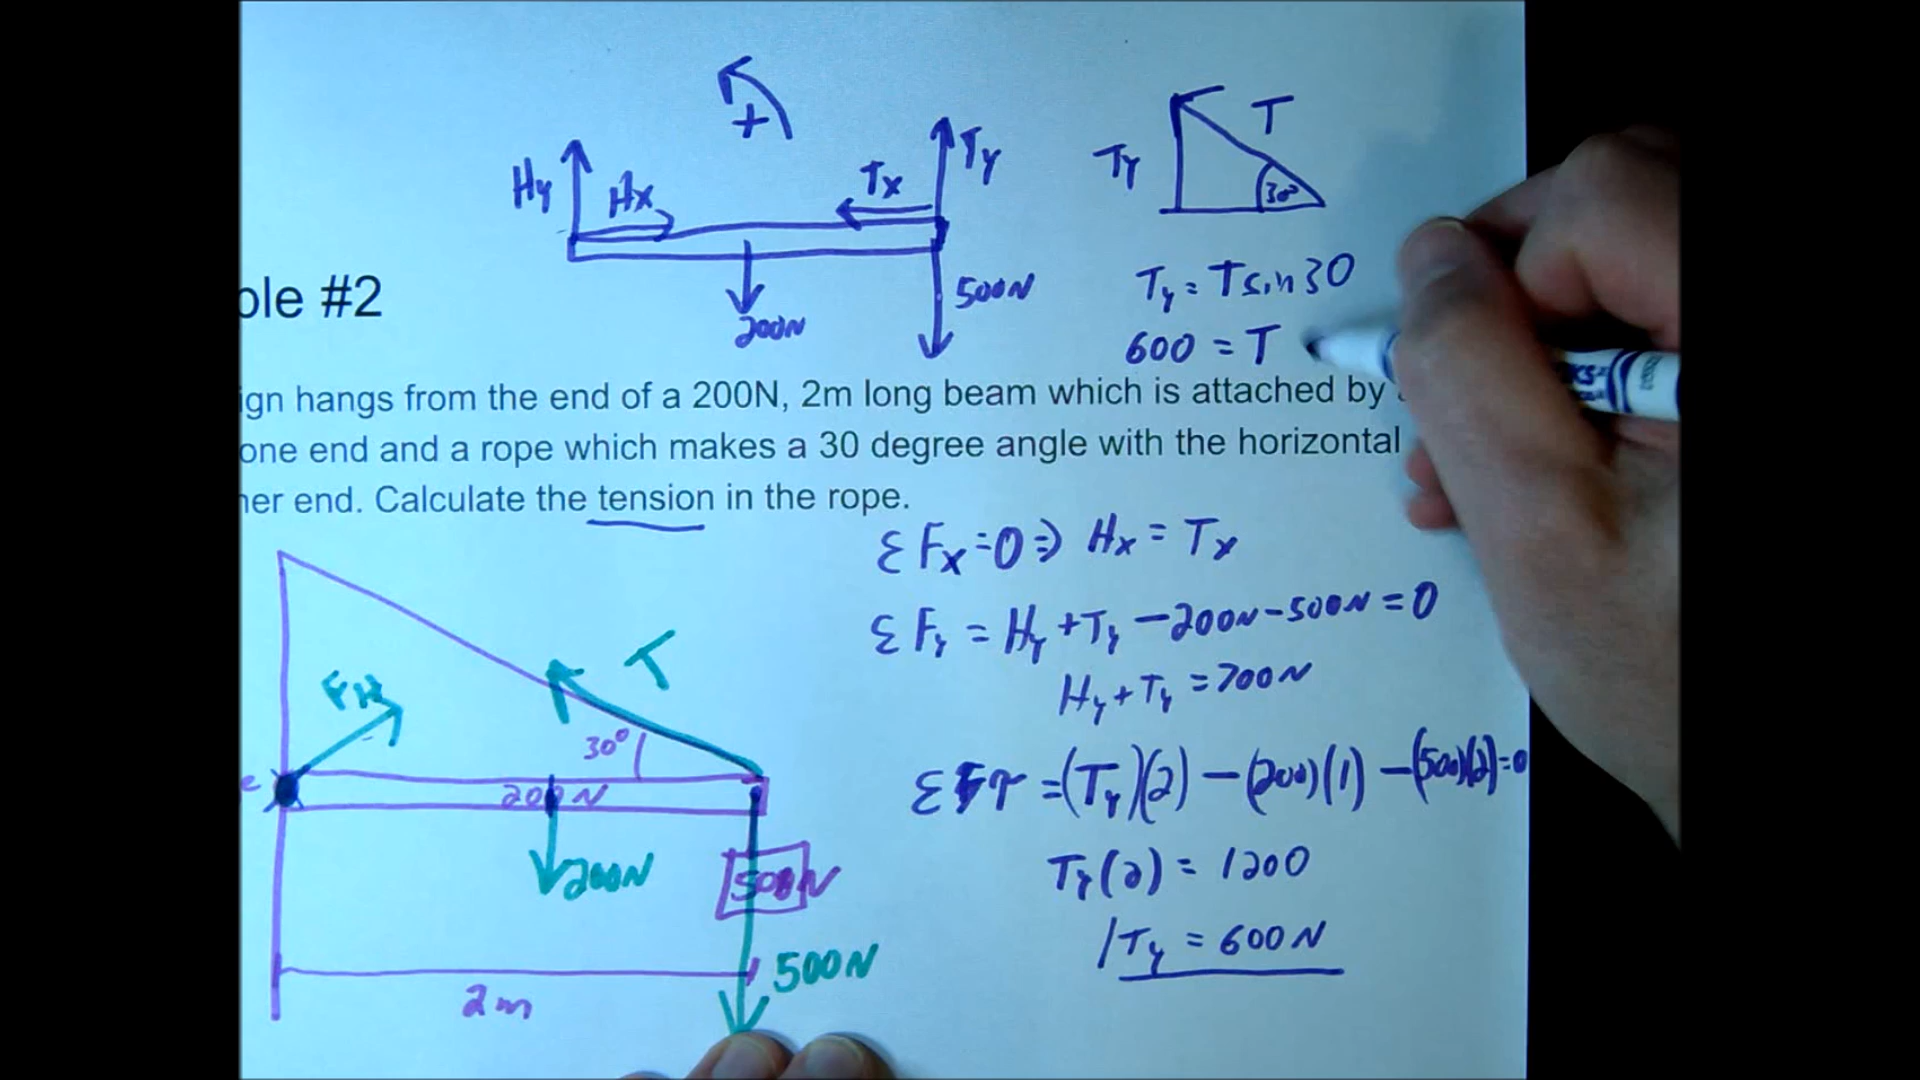 +
Hy
Hx
Tx
Ty
200N
500N
Ty
T
30°
Ty = Tsin30
600 = T
ole #2
ign hangs from the end of a 200N, 2m long beam which is attached by
one end and a rope which makes a 30 degree angle with the horizontal
ner end. Calculate the tension in the rope.
ΣFx=0⇒ Hx = Tx
ΣFy = Hy +Ty -200N-500N = 0
Hy + Ty = 700N
Στ =(Ty)(2) - (200)(1) - (500)(2)=0
Ty(2) = 1200
Ty = 600N
FH
T
30°
200N
200N
500N
500N
2m